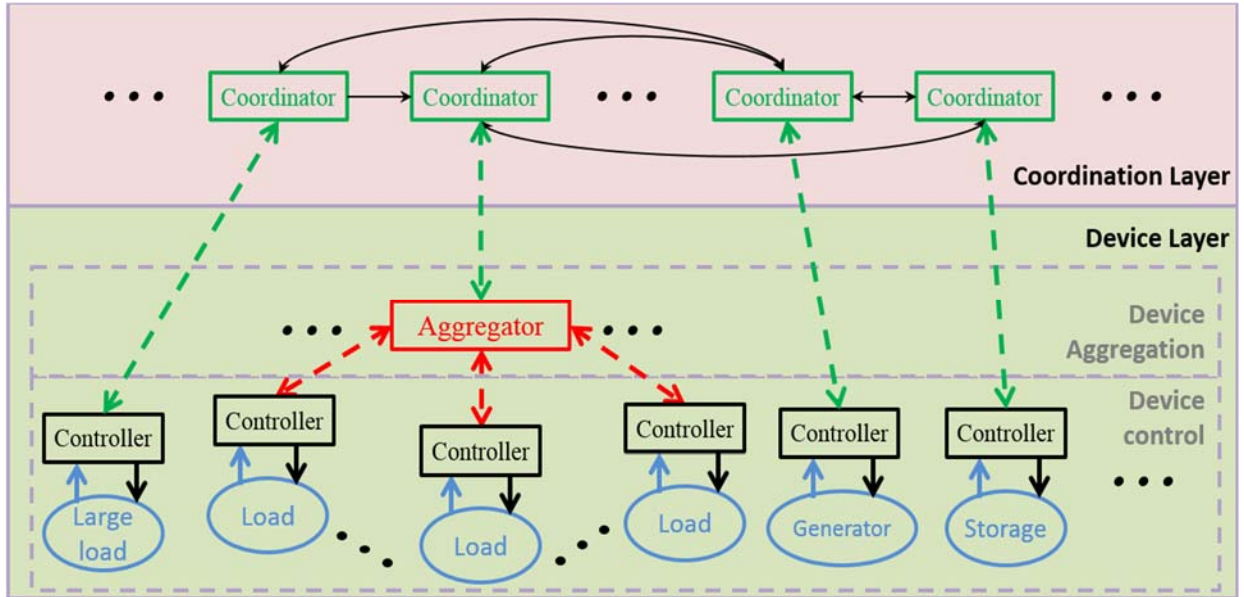 Coordinator
Coordinator
Coordinator
Coordinator
Coordination Layer
Device Layer
Aggregator
Device
Aggregation
Device
control
Controller
Controller
Controller
Controller
Controller
Controller
Large
load
Load
Load
Load
Generator
Storage